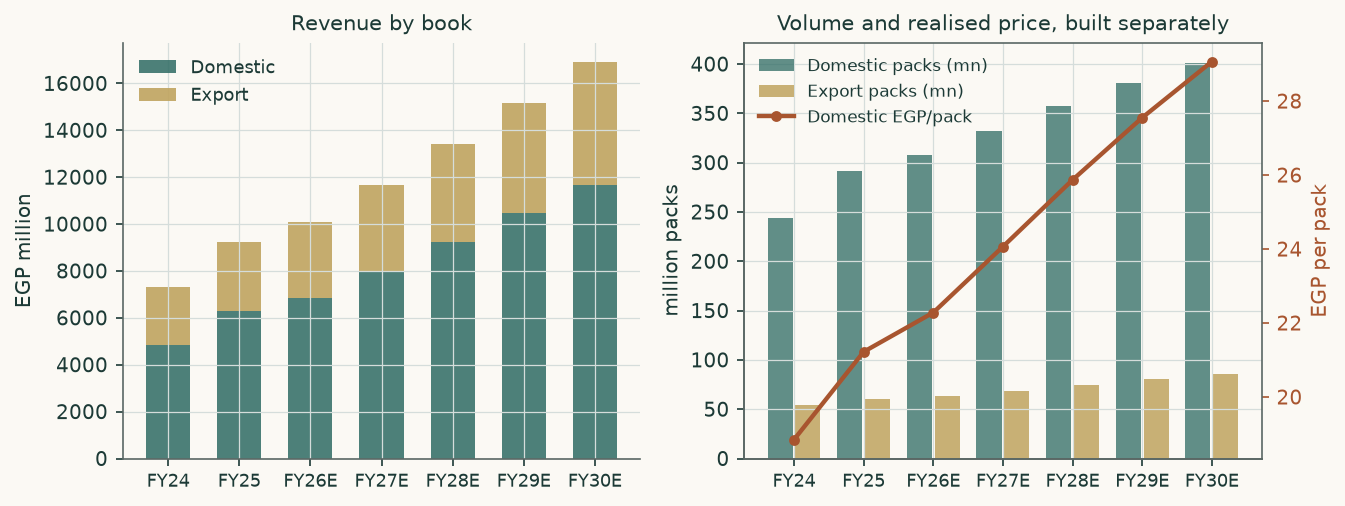 Revenue by book
EGP million
16000
14000
12000
10000
8000
6000
4000
2000
0
Domestic
Export
FY24 FY25 FY26E FY27E FY28E FY29E FY30E
Volume and realised price, built separately
million packs
400
350
300
250
200
150
100
50
0
Domestic packs (mn)
Export packs (mn)
Domestic EGP/pack
28
26
24
22
20
EGP per pack
FY24 FY25 FY26E FY27E FY28E FY29E FY30E